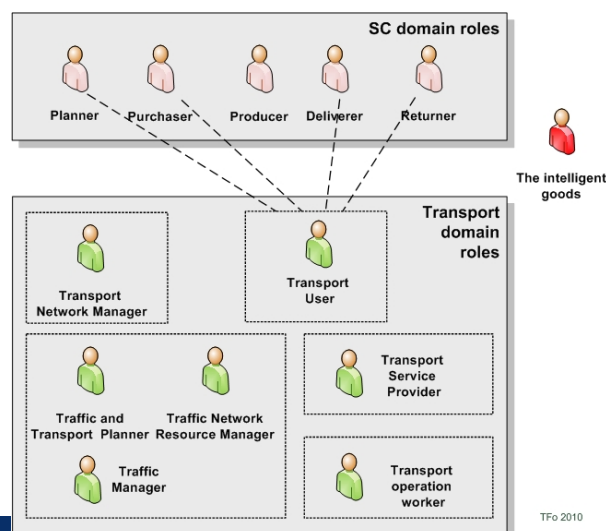 SC domain roles
Planner
Purchaser
Producer
Deliverer
Returner
The intelligent
goods
Transport
domain
roles
Transport
Network Manager
Transport
User
Traffic and
Transport Planner
Traffic Network
Resource Manager
Traffic
Manager
Transport
Service
Provider
Transport
operation
worker
TFo 2010